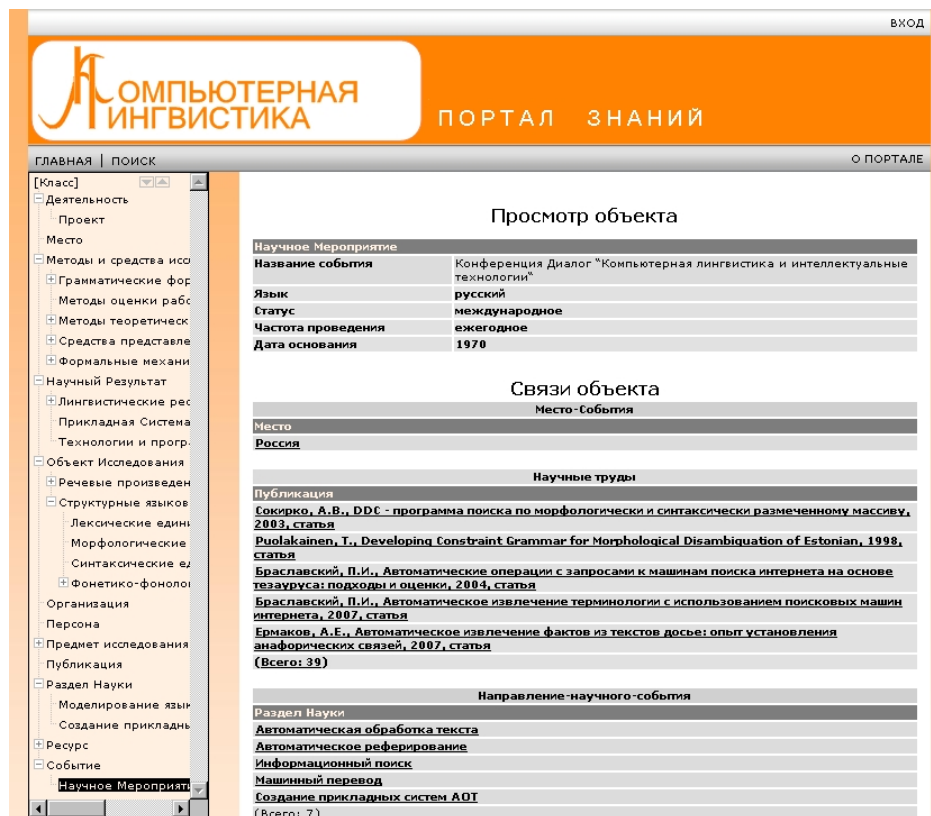 ВХОД
КОМПЬЮТЕРНАЯ
ЛИНГВИСТИКА
ПОРТАЛ ЗНАНИЙ
ГЛАВНАЯ | ПОИСК
О ПОРТАЛЕ
[Класс]
Деятельность
Проект
Место
Методы и средства исс
Грамматические фор
Методы оценки рабо
Методы теоретическ
Средства представле
Формальные механи
Научный Результат
Лингвистические рес
Прикладная Система
Технологии и прогр
Объект Исследования
Речевые произведен
Структурные языков
Лексические едини
Морфологические
Синтаксические ед
Фонетико-фонолог
Организация
Персона
Предмет исследования
Публикация
Раздел Науки
Моделирование язык
Создание прикладнь
Ресурс
Событие
Научное Мероприяти
Просмотр объекта
Научное Мероприятие
Название события Конференция Диалог "Компьютерная лингвистика и интеллектуальные
технологии"
Язык русский
Статус международное
Частота проведения ежегодное
Дата основания 1970
Связи объекта
Место-События
Место
Россия
Научные труды
Публикация
Сокирко, А.В., DDC - программа поиска по морфологически и синтаксически размеченному массиву,
2003, статья
Puolakainen, T., Developing Constraint Grammar for Morphological Disambiguation of Estonian, 1998,
статья
Браславский, П.И., Автоматические операции с запросами к машинам поиска интернета на основе
тезауруса: подходы и оценки, 2004, статья
Браславский, П.И., Автоматическое извлечение терминологии с использованием поисковых машин
интернета, 2007, статья
Ермаков, А.Е., Автоматическое извлечение фактов из текстов досье: опыт установления
анафорических связей, 2007, статья
(Всего: 39)
Направление-научного-события
Раздел Науки
Автоматическая обработка текста
Автоматическое реферирование
Информационный поиск
Машинный перевод
Создание прикладных систем АОТ
(Всего: 7)